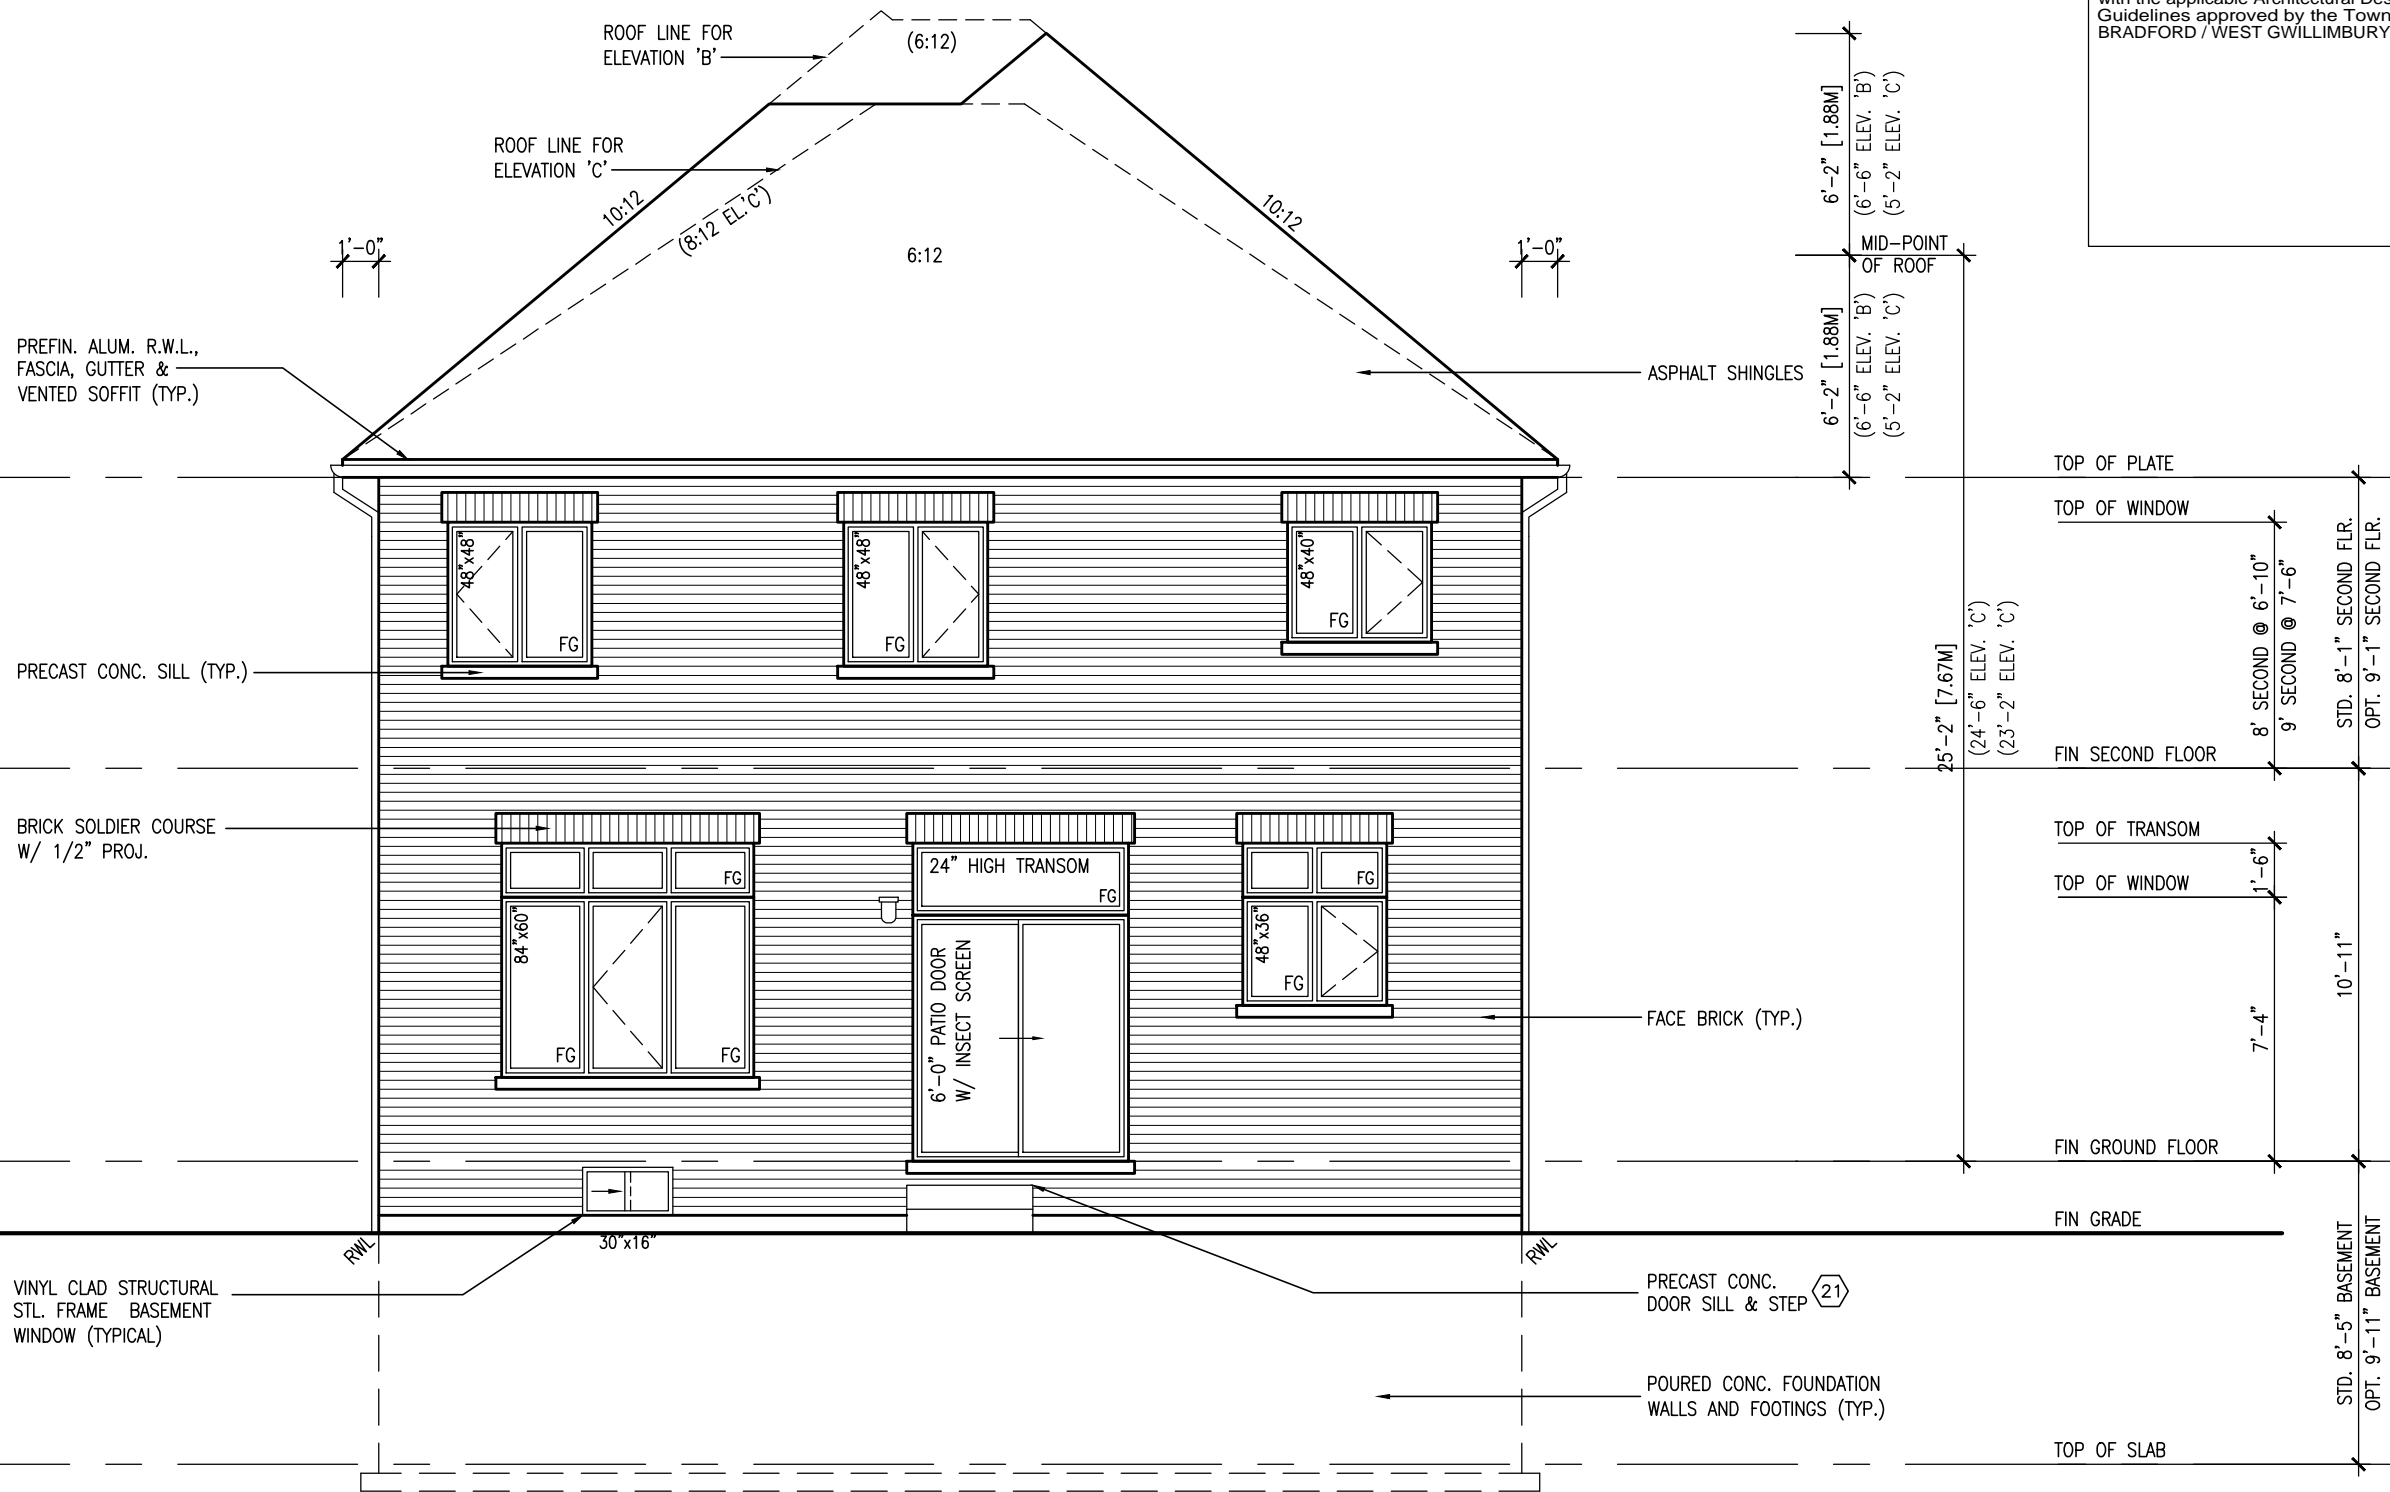 with the applicable Architectural Des
Guidelines approved by the Town
BRADFORD / WEST GWILLIMBURY
ROOF LINE FOR
ELEVATION 'B'
(6:12)
ROOF LINE FOR
ELEVATION 'C'
10:12
(8:12 EL.'C')
6:12
10:12
1'-0"
1'-0"
6'-2" [1.88M]
(6'-6" ELEV. 'B')
(5'-2" ELEV. 'C')
MID-POINT
OF ROOF
6'-2" [1.88M]
(6'-6" ELEV. 'B')
(5'-2" ELEV. 'C')
PREFIN. ALUM. R.W.L.,
FASCIA, GUTTER &
VENTED SOFFIT (TYP.)
ASPHALT SHINGLES
TOP OF PLATE
TOP OF WINDOW
48"x48"
FG
48"x48"
FG
48"x40"
FG
PRECAST CONC. SILL (TYP.)
25'-2" [7.67M]
(24'-6" ELEV. 'C')
(23'-2" ELEV. 'C')
8' SECOND @ 6'-10"
9' SECOND @ 7'-6"
STD. 8'-1" SECOND FLR.
OPT. 9'-1" SECOND FLR.
FIN SECOND FLOOR
BRICK SOLDIER COURSE
W/ 1/2" PROJ.
TOP OF TRANSOM
1'-6"
TOP OF WINDOW
FG
84"x60"
FG
FG
24" HIGH TRANSOM
FG
6'-0" PATIO DOOR
W/ INSECT SCREEN
FG
48"x36"
FG
FACE BRICK (TYP.)
10'-11"
7'-4"
FIN GROUND FLOOR
FIN GRADE
RWL
30"x16"
RWL
VINYL CLAD STRUCTURAL
STL. FRAME BASEMENT
WINDOW (TYPICAL)
PRECAST CONC.
DOOR SILL & STEP
21
STD. 8'-5" BASEMENT
OPT. 9'-11" BASEMENT
POURED CONC. FOUNDATION
WALLS AND FOOTINGS (TYP.)
TOP OF SLAB